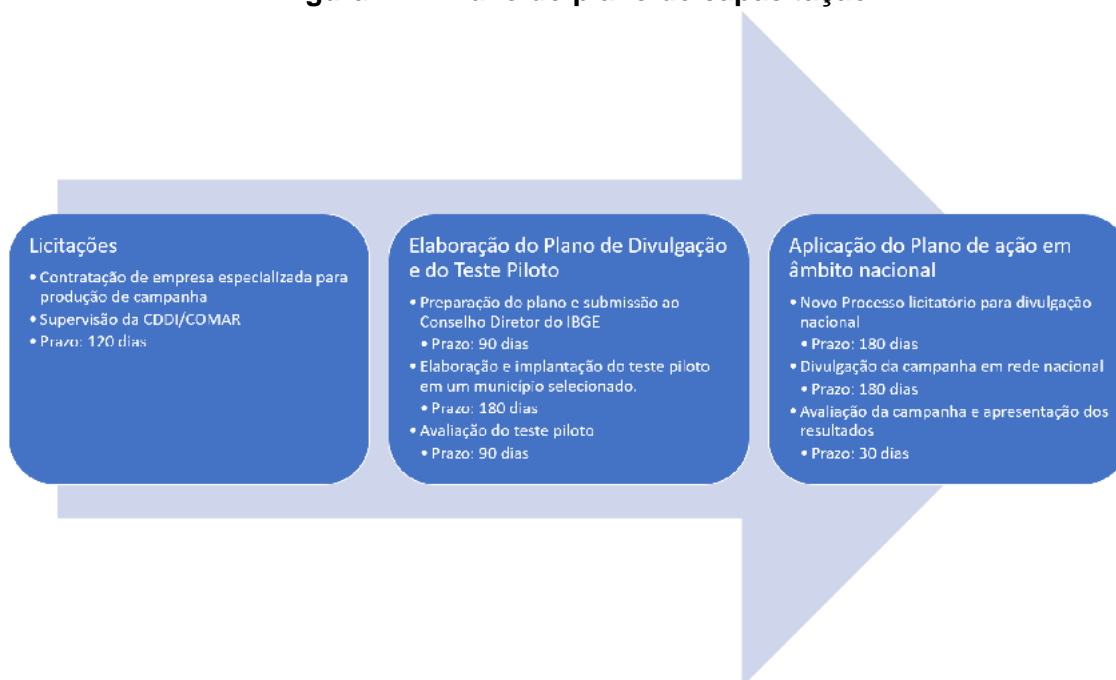 do plano de capacitação
Licitações
• Contratação de empresa especializada para
produção de campanha
• Supervisão da CDDI/COMAR
• Prazo: 120 dias
Elaboração do Plano de Divulgação
e do Teste Piloto
• Preparação do plano e submissão ao
Conselho Diretor do IBGE
• Prazo: 90 dias
• Elaboração e implantação do teste piloto
em um município selecionado.
• Prazo: 180 dias
• Avaliação do teste piloto
• Prazo: 90 dias
Aplicação do Plano de ação em
âmbito nacional
• Novo Processo licitatório para divulgação
nacional
• Prazo: 180 dias
• Divulgação da campanha em rede nacional
• Prazo: 180 dias
• Avaliação da campanha e apresentação dos
resultados
• Prazo: 30 dias